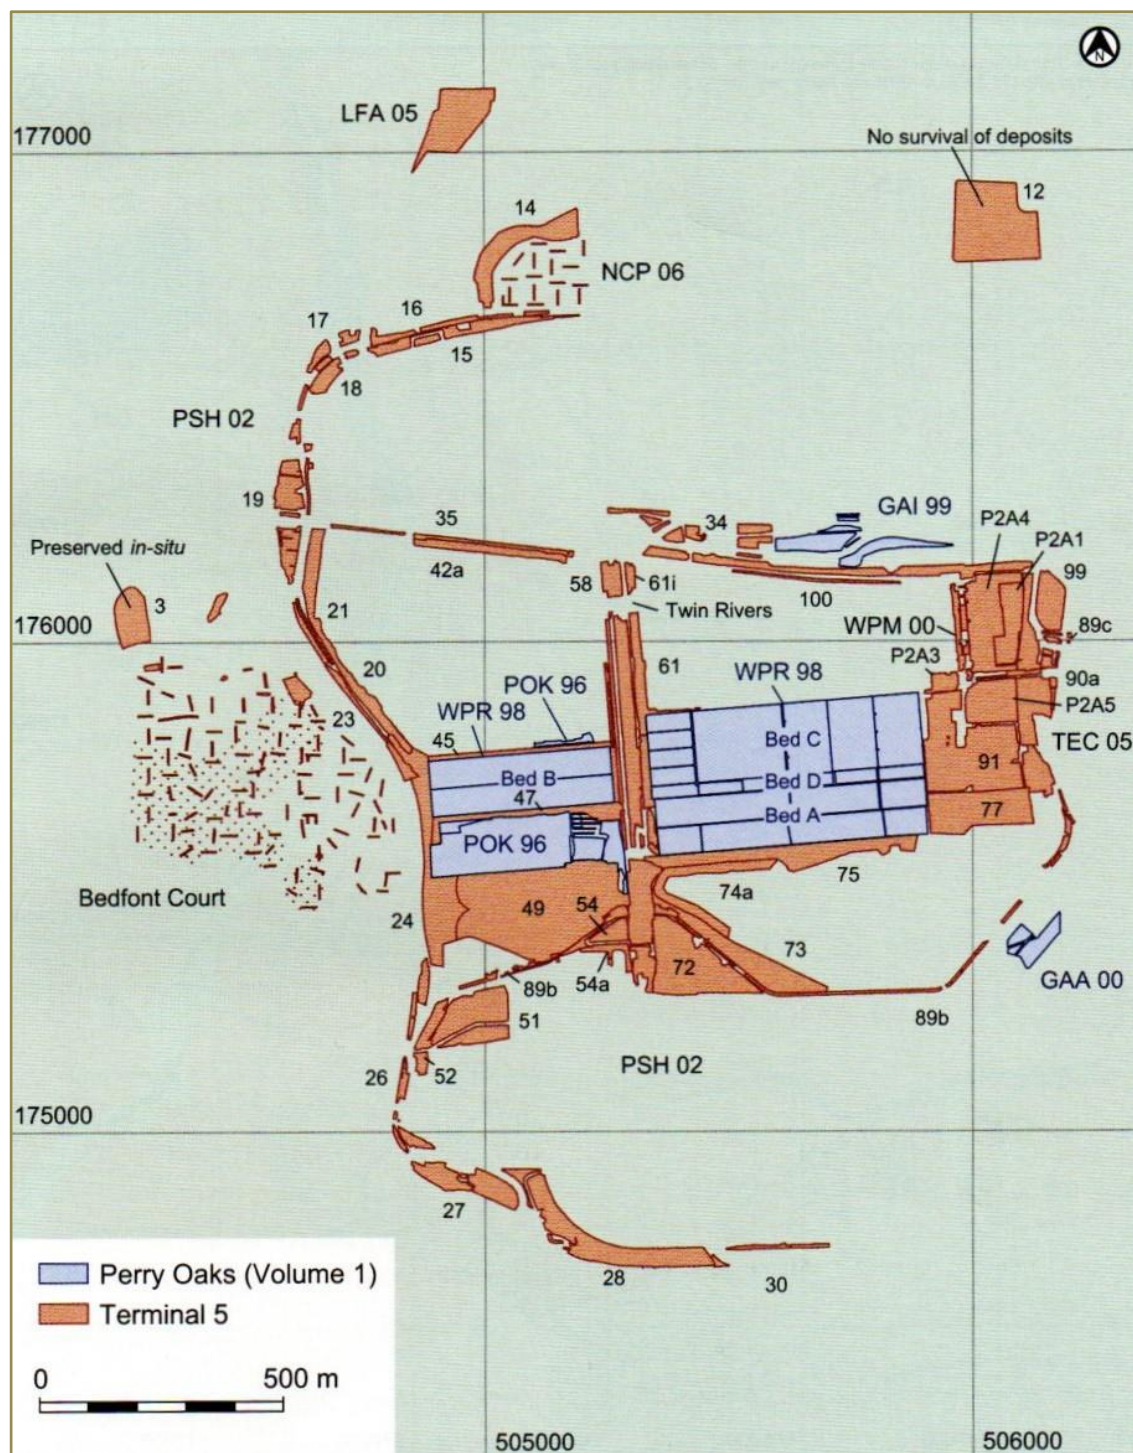 N
LFA 05
177000
No survival of deposits
12
14
NCP 06
17
16
15
18
PSH 02
19
35
42a
34
GAI 99
P2A4
P2A1
99
Preserved in-situ
3
58
61i
Twin Rivers
100
176000
21
WPM 00
89c
P2A3
20
61
90a
P2A5
POK 96
WPR 98
WPR 98
23
45
TEC 05
Bed C
Bed B
Bed D
91
47
Bed A
77
POK 96
Bedfont Court
24
49
54
74a
75
73
72
54a
89b
GAA 00
89b
51
PSH 02
26
52
175000
27
28
30
Perry Oaks (Volume 1)
Terminal 5
0
500 m
505000
506000